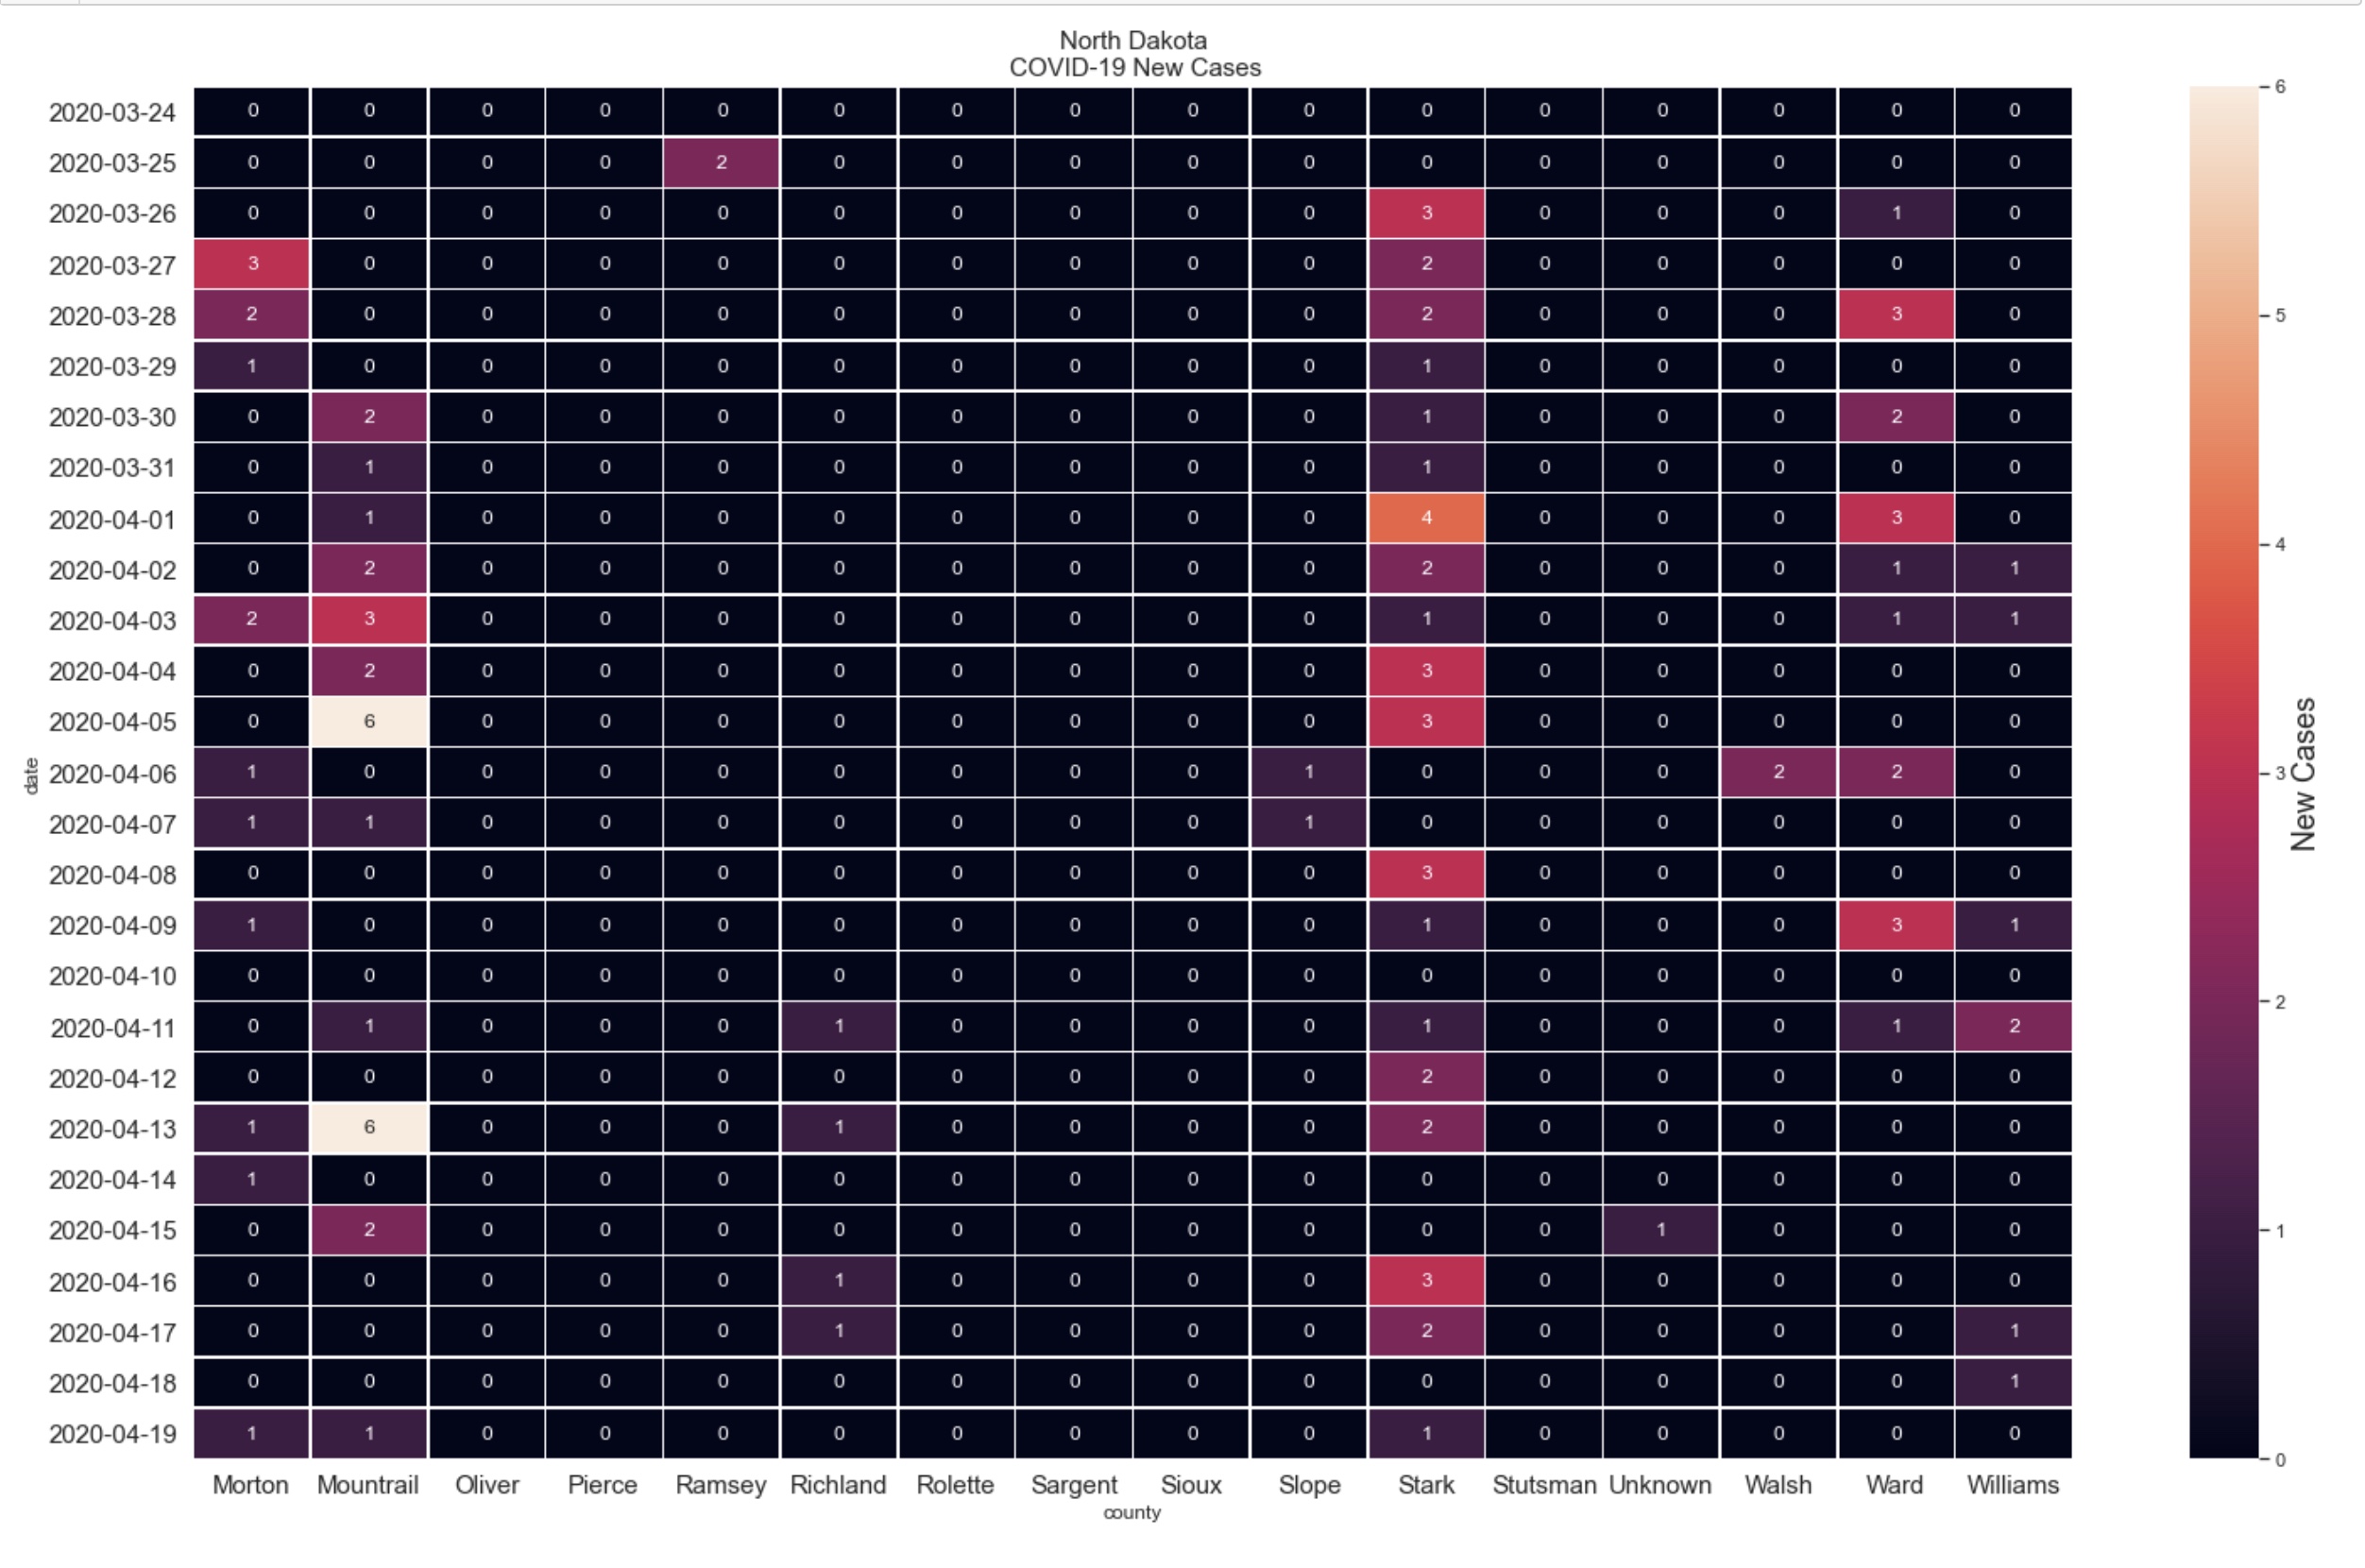 North Dakota
COVID-19 New Cases
2020-03-24 0 0 0 0 0 0 0 0 0 0 0 0 0 0 0 0
2020-03-25 0 0 0 0 2 0 0 0 0 0 0 0 0 0 0 0
2020-03-26 0 0 0 0 0 0 0 0 0 0 3 0 0 0 1 0
2020-03-27 3 0 0 0 0 0 0 0 0 0 2 0 0 0 0 0
2020-03-28 2 0 0 0 0 0 0 0 0 0 2 0 0 0 3 0
2020-03-29 1 0 0 0 0 0 0 0 0 0 1 0 0 0 0 0
2020-03-30 0 2 0 0 0 0 0 0 0 0 1 0 0 0 2 0
2020-03-31 0 1 0 0 0 0 0 0 0 0 1 0 0 0 0 0
2020-04-01 0 1 0 0 0 0 0 0 0 0 4 0 0 0 3 0
2020-04-02 0 2 0 0 0 0 0 0 0 0 2 0 0 0 1 1
2020-04-03 2 3 0 0 0 0 0 0 0 0 1 0 0 0 1 1
2020-04-04 0 2 0 0 0 0 0 0 0 0 3 0 0 0 0 0
2020-04-05 0 6 0 0 0 0 0 0 0 0 3 0 0 0 0 0
2020-04-06 1 0 0 0 0 0 0 0 0 1 0 0 0 2 2 0
2020-04-07 1 1 0 0 0 0 0 0 0 1 0 0 0 0 0 0
2020-04-08 0 0 0 0 0 0 0 0 0 0 3 0 0 0 0 0
2020-04-09 1 0 0 0 0 0 0 0 0 0 1 0 0 0 3 1
2020-04-10 0 0 0 0 0 0 0 0 0 0 0 0 0 0 0 0
2020-04-11 0 1 0 0 0 1 0 0 0 0 1 0 0 0 1 2
2020-04-12 0 0 0 0 0 0 0 0 0 0 2 0 0 0 0 0
2020-04-13 1 6 0 0 0 1 0 0 0 0 2 0 0 0 0 0
2020-04-14 1 0 0 0 0 0 0 0 0 0 0 0 0 0 0 0
2020-04-15 0 2 0 0 0 0 0 0 0 0 0 0 1 0 0 0
2020-04-16 0 0 0 0 0 1 0 0 0 0 3 0 0 0 0 0
2020-04-17 0 0 0 0 0 1 0 0 0 0 2 0 0 0 0 1
2020-04-18 0 0 0 0 0 0 0 0 0 0 0 0 0 0 0 1
2020-04-19 1 1 0 0 0 0 0 0 0 0 1 0 0 0 0 0
Morton Mountrail Oliver Pierce Ramsey Richland Rolette Sargent Sioux Slope Stark Stutsman Unknown Walsh Ward Williams
county
date
6
5
4
3
2
1
0
New Cases